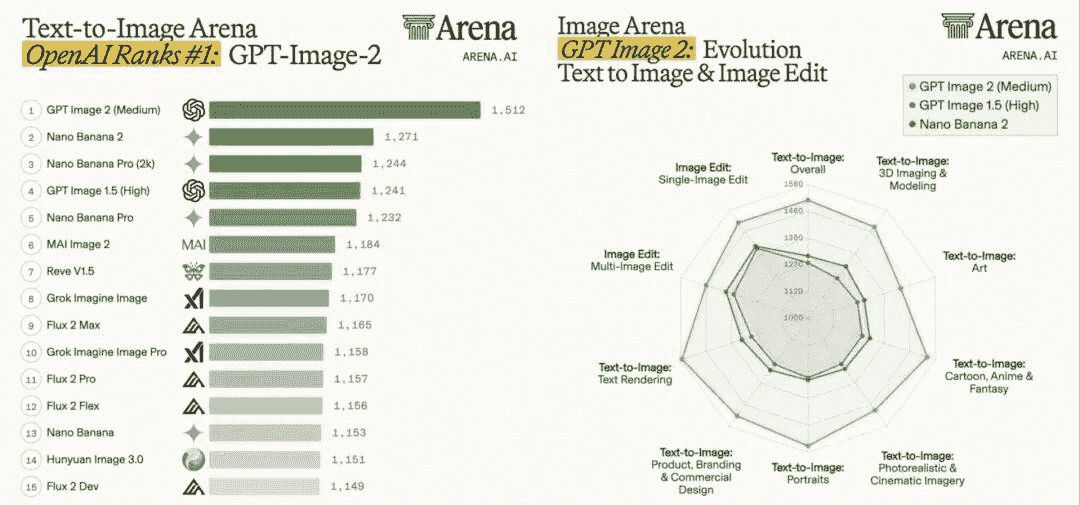 Text-to-Image Arena
OpenAI Ranks #1: GPT-Image-2
Arena
ARENA.AI
1 GPT Image 2 (Medium) 1,512
2 Nano Banana 2 1,271
3 Nano Banana Pro (2k) 1,244
4 GPT Image 1.5 (High) 1,241
5 Nano Banana Pro 1,232
6 MAI Image 2 MAI 1,184
7 Reve V1.5 1,177
8 Grok Imagine Image 1,170
9 Flux 2 Max 1,165
10 Grok Imagine Image Pro 1,158
11 Flux 2 Pro 1,157
12 Flux 2 Flex 1,156
13 Nano Banana 1,153
14 Hunyuan Image 3.0 1,151
15 Flux 2 Dev 1,149
Image Arena
GPT Image 2: Evolution
Text to Image & Image Edit
Arena
ARENA.AI
GPT Image 2 (Medium)
GPT Image 1.5 (High)
Nano Banana 2
Text-to-Image:
Overall
Text-to-Image:
3D Imaging &
Modeling
Text-to-Image:
Art
Text-to-Image:
Cartoon, Anime &
Fantasy
Text-to-Image:
Photorealistic &
Cinematic Imagery
Text-to-Image:
Portraits
Text-to-Image:
Product, Branding
& Commercial
Design
Text-to-Image:
Text Rendering
Image Edit:
Multi-Image Edit
Image Edit:
Single-Image Edit
1460
1120
1000